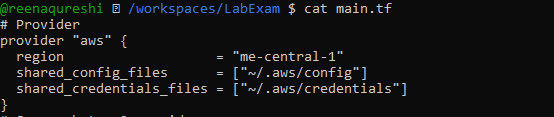 @reenaqureshi /workspaces/LabExam $ cat main.tf
# Provider
provider "aws" {
  region                   = "me-central-1"
  shared_config_files      = ["~/.aws/config"]
  shared_credentials_files = ["~/.aws/credentials"]
}